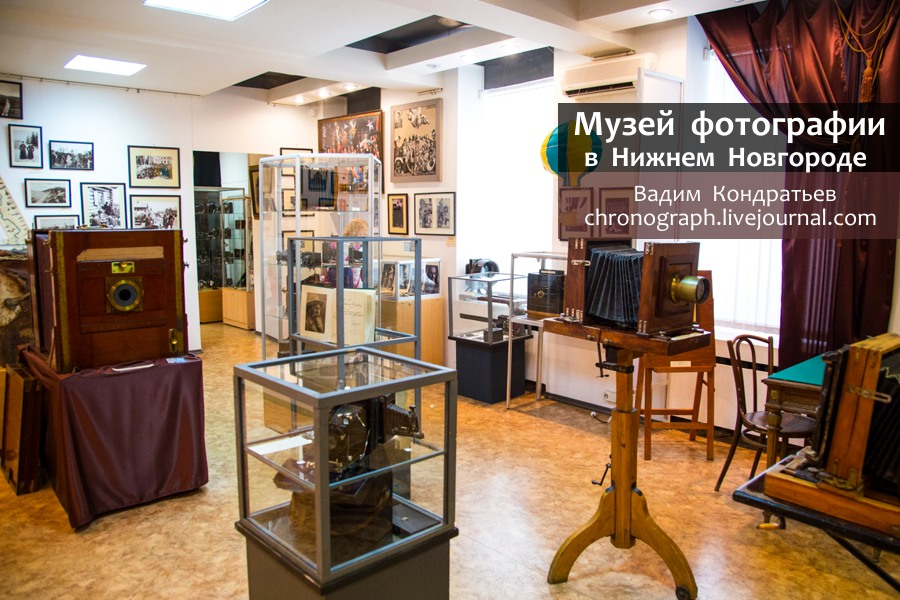 Музей фотографии
в Нижнем Новгороде
Вадим Кондратьев
chronograph.livejournal.com